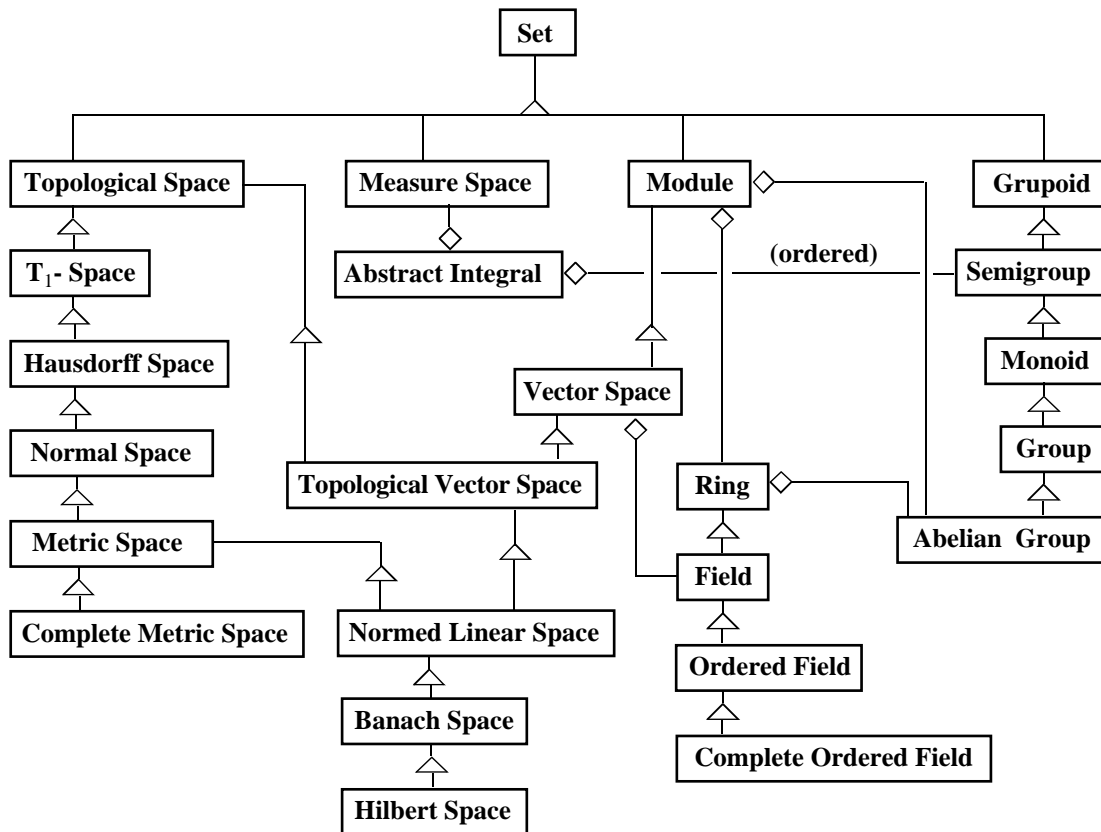 Set
Topological Space
Measure Space
Module
Grupoid
(ordered)
T1- Space
Abstract Integral
Semigroup
Hausdorff Space
Monoid
Vector Space
Normal Space
Group
Topological Vector Space
Ring
Metric Space
Abelian Group
Field
Complete Metric Space
Normed Linear Space
Ordered Field
Banach Space
Complete Ordered Field
Hilbert Space